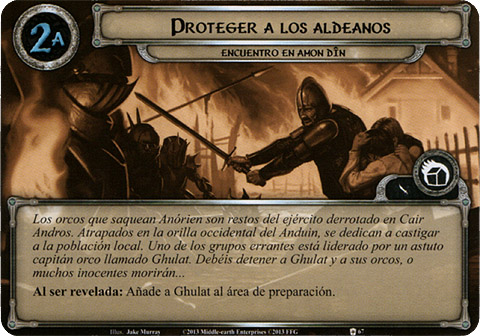 2A
PROTEGER A LOS ALDEANOS
ENCUENTRO EN AMON DÎN
Los orcos que saquean Anórien son restos del ejército derrotado en Cair
Andros. Atrapados en la orilla occidental del Anduin, se dedican a castigar
a la población local. Uno de los grupos errantes está liderado por un astuto
capitán orco llamado Ghulat. Debéis detener a Ghulat y a sus orcos, o
muchos inocentes morirán...
Al ser revelada: Añade a Ghulat al área de preparación.
Illus. Jake Murray ©2013 Middle-earth Enterprises ©2013 FFG 67